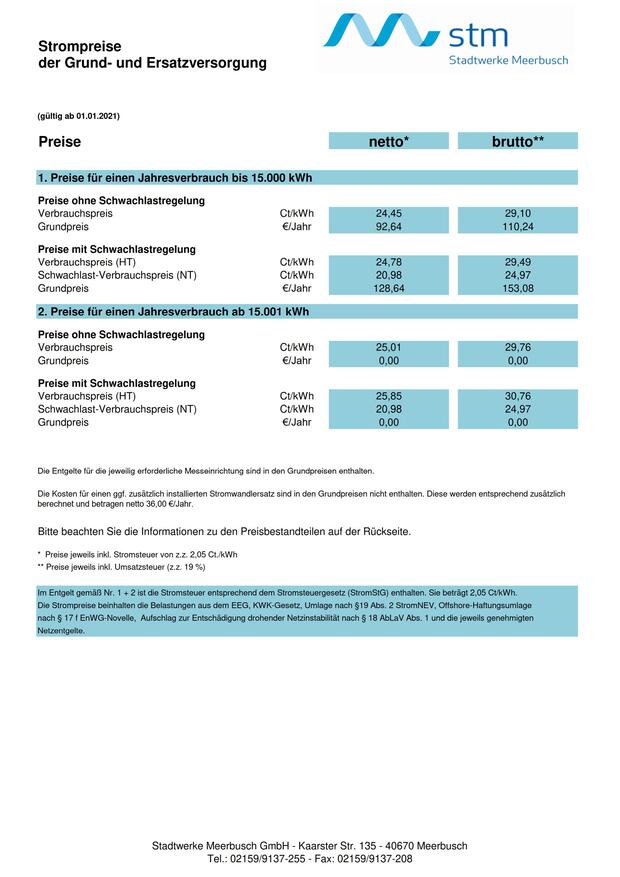 stm
Stadtwerke Meerbusch
Strompreise
der Grund- und Ersatzversorgung
(gültig ab 01.01.2021)
Preise netto* brutto**
1. Preise für einen Jahresverbrauch bis 15.000 kWh
Preise ohne Schwachlastregelung
Verbrauchspreis Ct/kWh 24,45 29,10
Grundpreis €/Jahr 92,64 110,24
Preise mit Schwachlastregelung
Verbrauchspreis (HT) Ct/kWh 24,78 29,49
Schwachlast-Verbrauchspreis (NT) Ct/kWh 20,98 24,97
Grundpreis €/Jahr 128,64 153,08
2. Preise für einen Jahresverbrauch ab 15.001 kWh
Preise ohne Schwachlastregelung
Verbrauchspreis Ct/kWh 25,01 29,76
Grundpreis €/Jahr 0,00 0,00
Preise mit Schwachlastregelung
Verbrauchspreis (HT) Ct/kWh 25,85 30,76
Schwachlast-Verbrauchspreis (NT) Ct/kWh 20,98 24,97
Grundpreis €/Jahr 0,00 0,00
Die Entgelte für die jeweilig erforderliche Messeinrichtung sind in den Grundpreisen enthalten.
Die Kosten für einen ggf. zusätzlich installierten Stromwandlersatz sind in den Grundpreisen nicht enthalten. Diese werden entsprechend zusätzlich
berechnet und betragen netto 36,00 €/Jahr.
Bitte beachten Sie die Informationen zu den Preisbestandteilen auf der Rückseite.
* Preise jeweils inkl. Stromsteuer von z.z. 2,05 Ct./kWh
** Preise jeweils inkl. Umsatzsteuer (z.z. 19 %)
Im Entgelt gemäß Nr. 1 + 2 ist die Stromsteuer entsprechend dem Stromsteuergesetz (StromStG) enthalten. Sie beträgt 2,05 Ct/kWh.
Die Strompreise beinhalten die Belastungen aus dem EEG, KWK-Gesetz, Umlage nach §19 Abs. 2 StromNEV, Offshore-Haftungsumlage
nach § 17 f EnWG-Novelle, Aufschlag zur Entschädigung drohender Netzinstabilität nach § 18 AbLaV Abs. 1 und die jeweils genehmigten
Netzentgelte.
Stadtwerke Meerbusch GmbH - Kaarster Str. 135 - 40670 Meerbusch
Tel.: 02159/9137-255 - Fax: 02159/9137-208